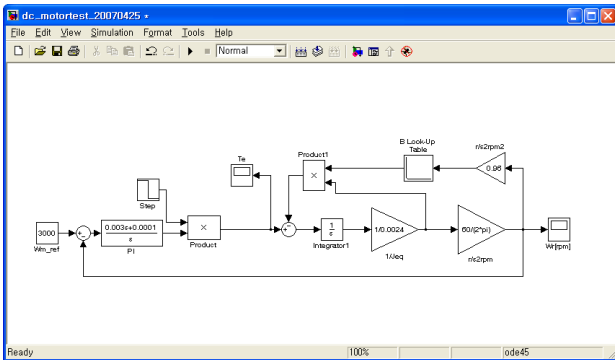 dc_motortest_20070425 *
File Edit View Simulation Format Tools Help
Normal
B Look-Up
Table
r/s2rpm2
0.96
Product1
×
Te
Step
3000
Wm_ref
0.003s+0.0001
s
PI
×
Product
1
s
Integrator1
1/0.0024
1/Jeq
60/(2*pi)
r/s2rpm
Wr[rpm]
Ready 100% ode45